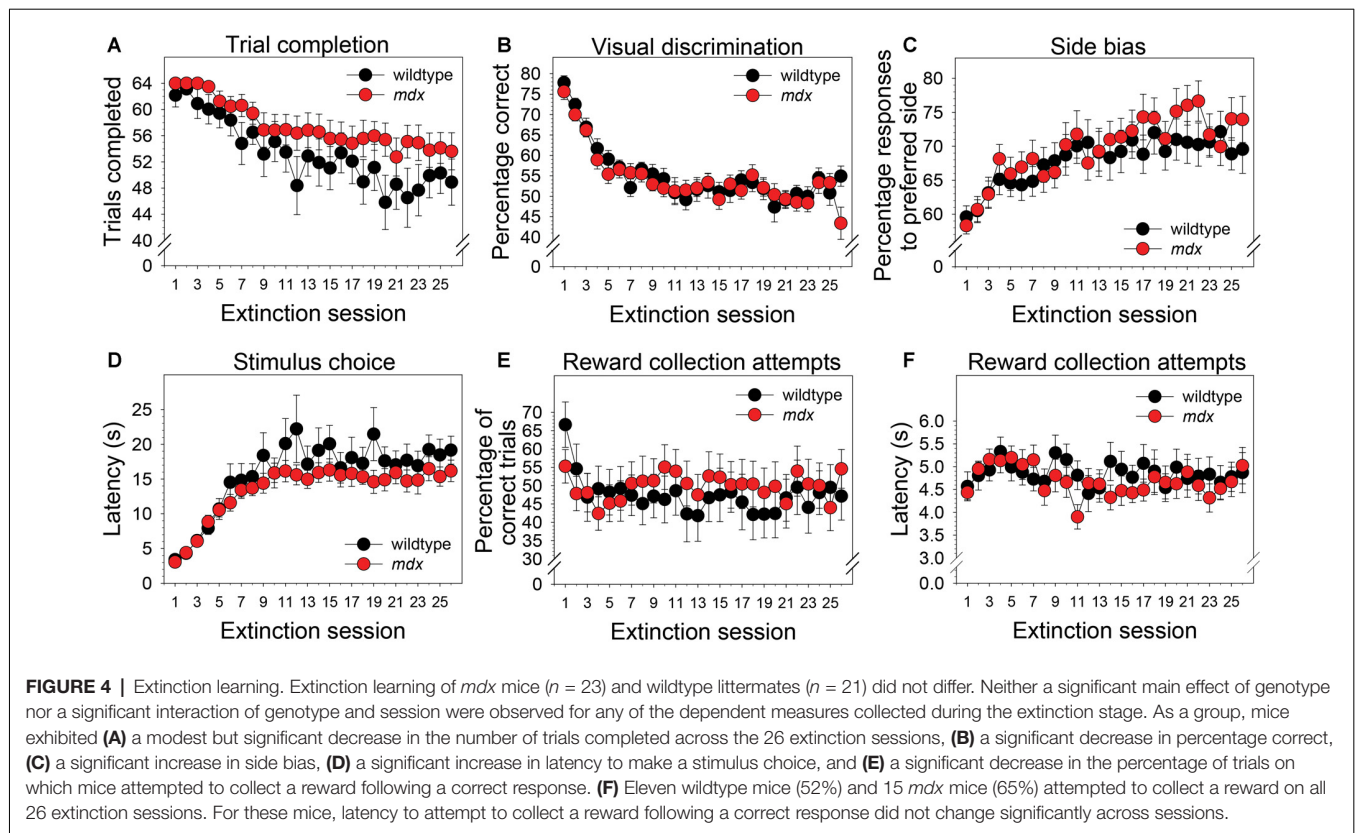 A
Trial completion
wildtype
mdx
Trials completed
64
60
56
52
48
44
40
0
1 3 5 7 9 11 13 15 17 19 21 23 25
Extinction session
B
Visual discrimination
wildtype
mdx
Percentage correct
80
75
70
65
60
55
50
45
40
0
1 3 5 7 9 11 13 15 17 19 21 23 25
Extinction session
C
Side bias
wildtype
mdx
Percentage responses
to preferred side
80
75
70
65
60
0
1 3 5 7 9 11 13 15 17 19 21 23 25
Extinction session
D
Stimulus choice
wildtype
mdx
Latency (s)
25
20
15
10
5
0
1 3 5 7 9 11 13 15 17 19 21 23 25
Extinction session
E
Reward collection attempts
wildtype
mdx
Percentage of
correct trials
70
65
60
55
50
45
40
35
30
0
1 3 5 7 9 11 13 15 17 19 21 23 25
Extinction session
F
Reward collection attempts
wildtype
mdx
Latency (s)
6.0
5.5
5.0
4.5
4.0
3.5
3.0
0.0
1 3 5 7 9 11 13 15 17 19 21 23 25
Extinction session
FIGURE 4 | Extinction learning. Extinction learning of mdx mice (n = 23) and wildtype littermates (n = 21) did not differ. Neither a significant main effect of genotype
nor a significant interaction of genotype and session were observed for any of the dependent measures collected during the extinction stage. As a group, mice
exhibited (A) a modest but significant decrease in the number of trials completed across the 26 extinction sessions, (B) a significant decrease in percentage correct,
(C) a significant increase in side bias, (D) a significant increase in latency to make a stimulus choice, and (E) a significant decrease in the percentage of trials on
which mice attempted to collect a reward following a correct response. (F) Eleven wildtype mice (52%) and 15 mdx mice (65%) attempted to collect a reward on all
26 extinction sessions. For these mice, latency to attempt to collect a reward following a correct response did not change significantly across sessions.